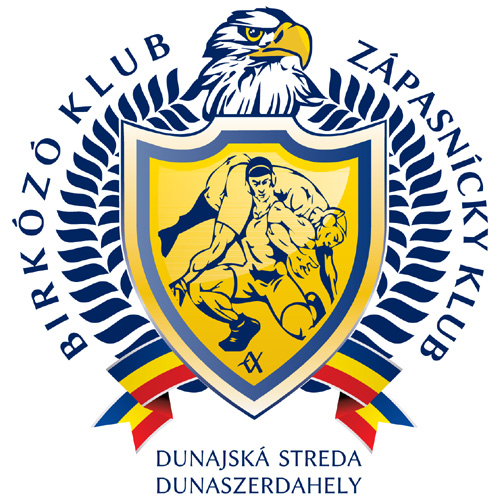 BIRKÓZÓ KLUB
ZÁPASNÍCKY KLUB
DUNAJSKÁ STREDA
DUNASZERDAHELY